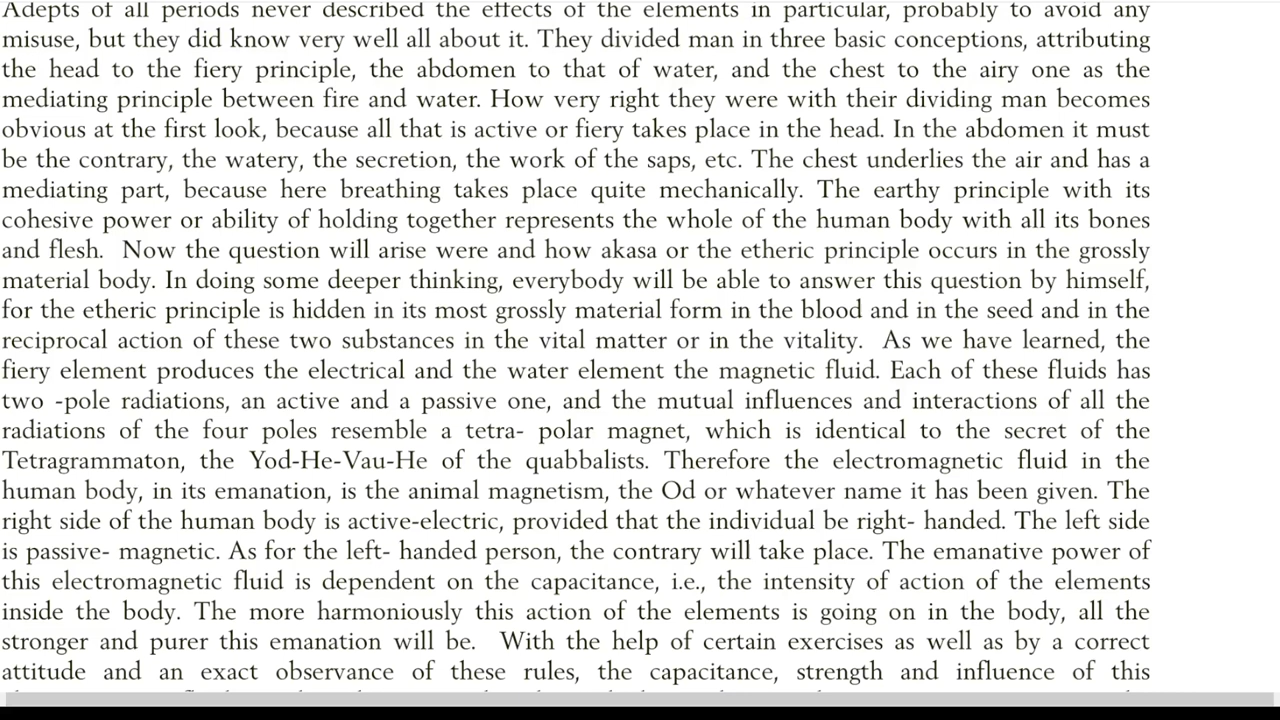 Adepts of all periods never described the effects of the elements in particular, probably to avoid any
misuse, but they did know very well all about it. They divided man in three basic conceptions, attributing
the head to the fiery principle, the abdomen to that of water, and the chest to the airy one as the
mediating principle between fire and water. How very right they were with their dividing man becomes
obvious at the first look, because all that is active or fiery takes place in the head. In the abdomen it must
be the contrary, the watery, the secretion, the work of the saps, etc. The chest underlies the air and has a
mediating part, because here breathing takes place quite mechanically. The earthy principle with its
cohesive power or ability of holding together represents the whole of the human body with all its bones
and flesh.  Now the question will arise were and how akasa or the etheric principle occurs in the grossly
material body. In doing some deeper thinking, everybody will be able to answer this question by himself,
for the etheric principle is hidden in its most grossly material form in the blood and in the seed and in the
reciprocal action of these two substances in the vital matter or in the vitality.  As we have learned, the
fiery element produces the electrical and the water element the magnetic fluid. Each of these fluids has
two -pole radiations, an active and a passive one, and the mutual influences and interactions of all the
radiations of the four poles resemble a tetra- polar magnet, which is identical to the secret of the
Tetragrammaton, the Yod-He-Vau-He of the quabbalists. Therefore the electromagnetic fluid in the
human body, in its emanation, is the animal magnetism, the Od or whatever name it has been given. The
right side of the human body is active-electric, provided that the individual be right- handed. The left side
is passive- magnetic. As for the left- handed person, the contrary will take place. The emanative power of
this electromagnetic fluid is dependent on the capacitance, i.e., the intensity of action of the elements
inside the body. The more harmoniously this action of the elements is going on in the body, all the
stronger and purer this emanation will be.  With the help of certain exercises as well as by a correct
attitude and an exact observance of these rules, the capacitance, strength and influence of this